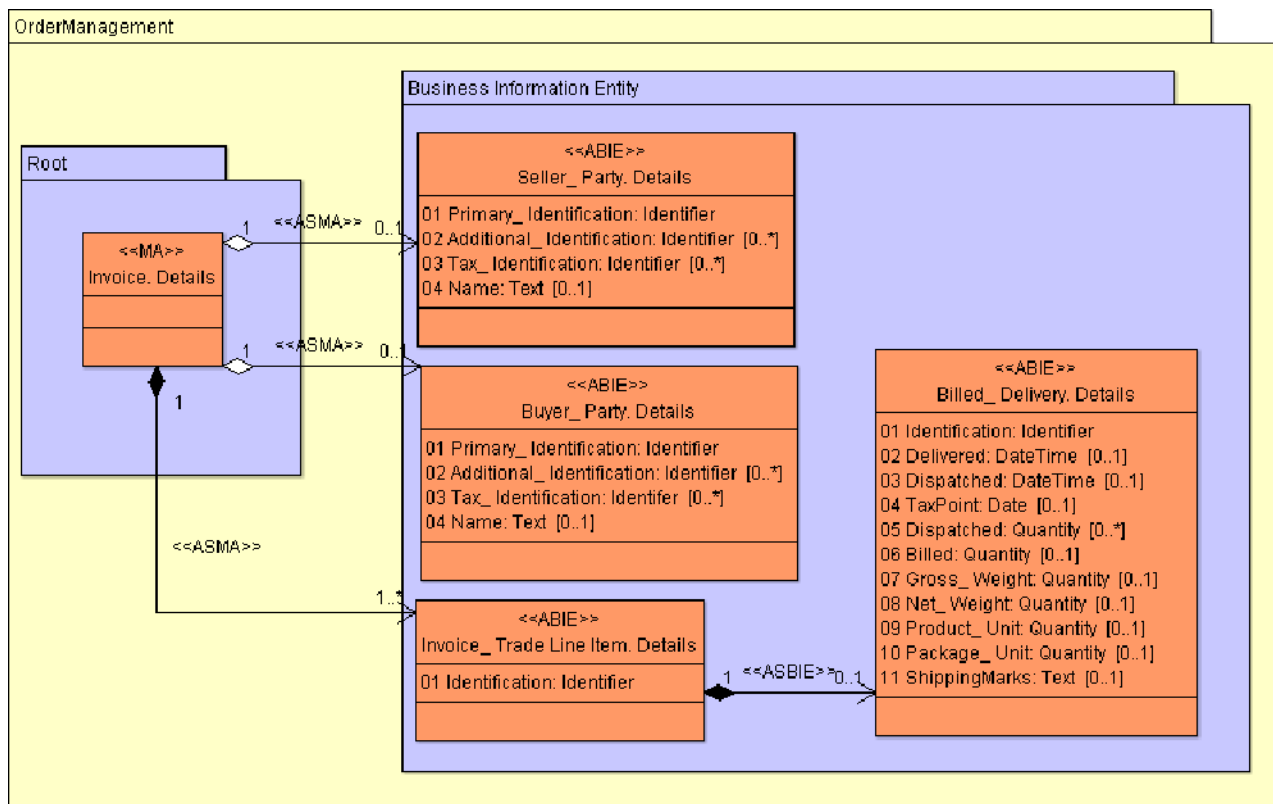 OrderManagement
Business Information Entity
Root
<<ABIE>>
Seller_ Party. Details
01 Primary_ Identification: Identifier
02 Additional_ Identification: Identifier [0..*]
03 Tax_ Identification: Identifier [0..*]
04 Name: Text [0..1]
<<MA>>
Invoice. Details
1
<<ASMA>>
0..1
1
<<ASMA>>
0..1
1
<<ASMA>>
1..*
<<ABIE>>
Buyer_ Party. Details
01 Primary_ Identification: Identifier
02 Additional_ Identification: Identifier [0..*]
03 Tax_ Identification: Identifer [0..*]
04 Name: Text [0..1]
<<ABIE>>
Invoice_ Trade Line Item. Details
01 Identification: Identifier
1
<<ASBIE>>
0..1
<<ABIE>>
Billed_ Delivery. Details
01 Identification: Identifier
02 Delivered: DateTime [0..1]
03 Dispatched: DateTime [0..1]
04 TaxPoint: Date [0..1]
05 Dispatched: Quantity [0..*]
06 Billed: Quantity [0..1]
07 Gross_ Weight: Quantity [0..1]
08 Net_ Weight: Quantity [0..1]
09 Product_ Unit: Quantity [0..1]
10 Package_ Unit: Quantity [0..1]
11 ShippingMarks: Text [0..1]